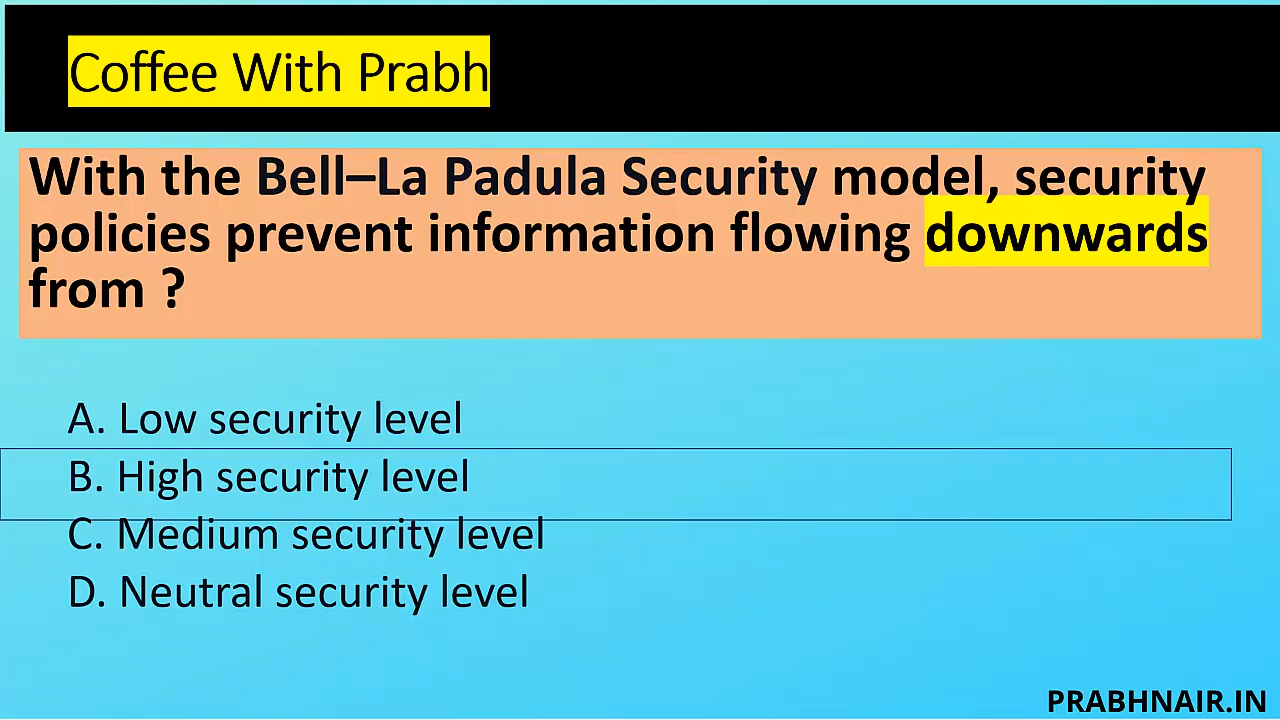 Coffee With Prabh
With the Bell–La Padula Security model, security
policies prevent information flowing downwards
from ?
A. Low security level
B. High security level
C. Medium security level
D. Neutral security level
PRABHNAIR.IN